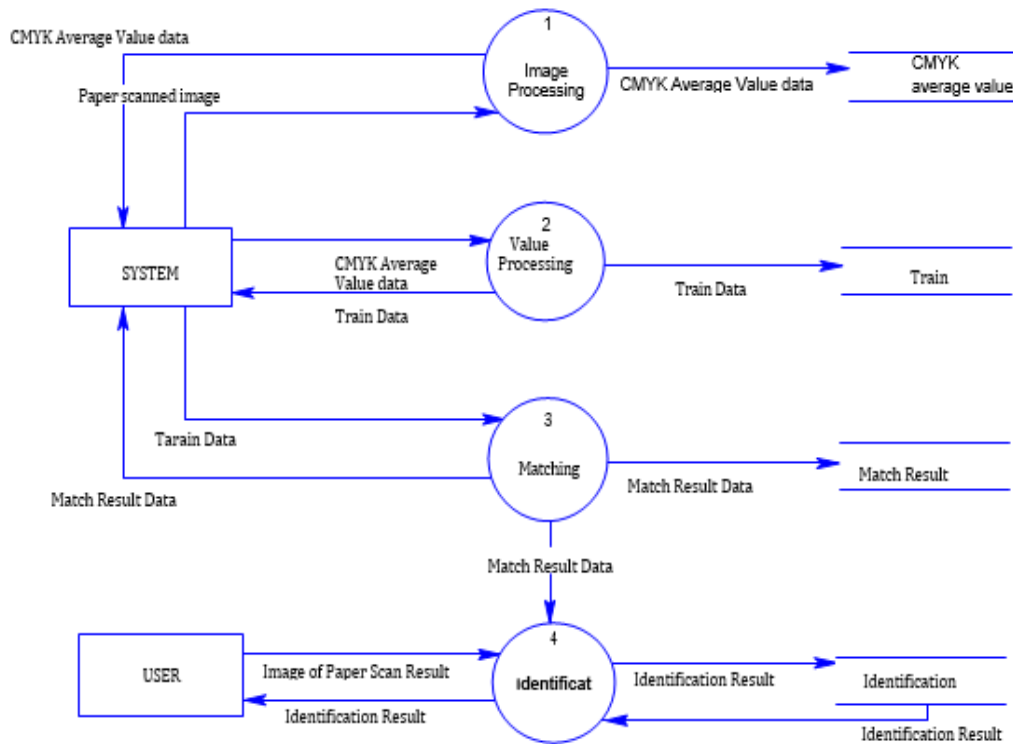 CMYK Average Value data
1
Image
Processing
CMYK Average Value data
CMYK
average value
Paper scanned image
SYSTEM
2
Value
Processing
CMYK Average
Value data
Train Data
Train Data
Train
Tarain Data
Match Result Data
3
Matching
Match Result Data
Match Result
Match Result Data
USER
Image of Paper Scan Result
Identification Result
4
Identificat
Identification Result
Identification
Identification Result